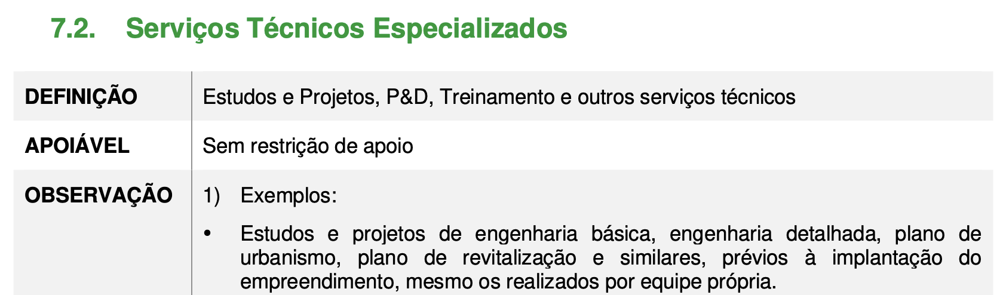 7.2. Serviços Técnicos Especializados
DEFINIÇÃO Estudos e Projetos, P&D, Treinamento e outros serviços técnicos
APOIÁVEL Sem restrição de apoio
OBSERVAÇÃO 1) Exemplos:
• Estudos e projetos de engenharia básica, engenharia detalhada, plano de
urbanismo, plano de revitalização e similares, prévios à implantação do
empreendimento, mesmo os realizados por equipe própria.